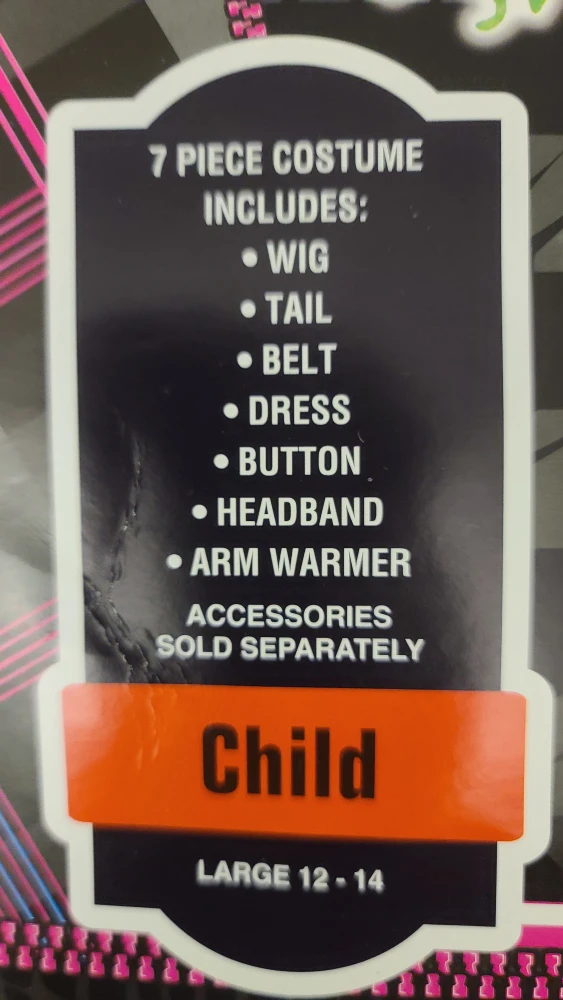 7 PIECE COSTUME
INCLUDES:
• WIG
• TAIL
• BELT
• DRESS
• BUTTON
• HEADBAND
• ARM WARMER
ACCESSORIES
SOLD SEPARATELY
Child
LARGE 12 - 14